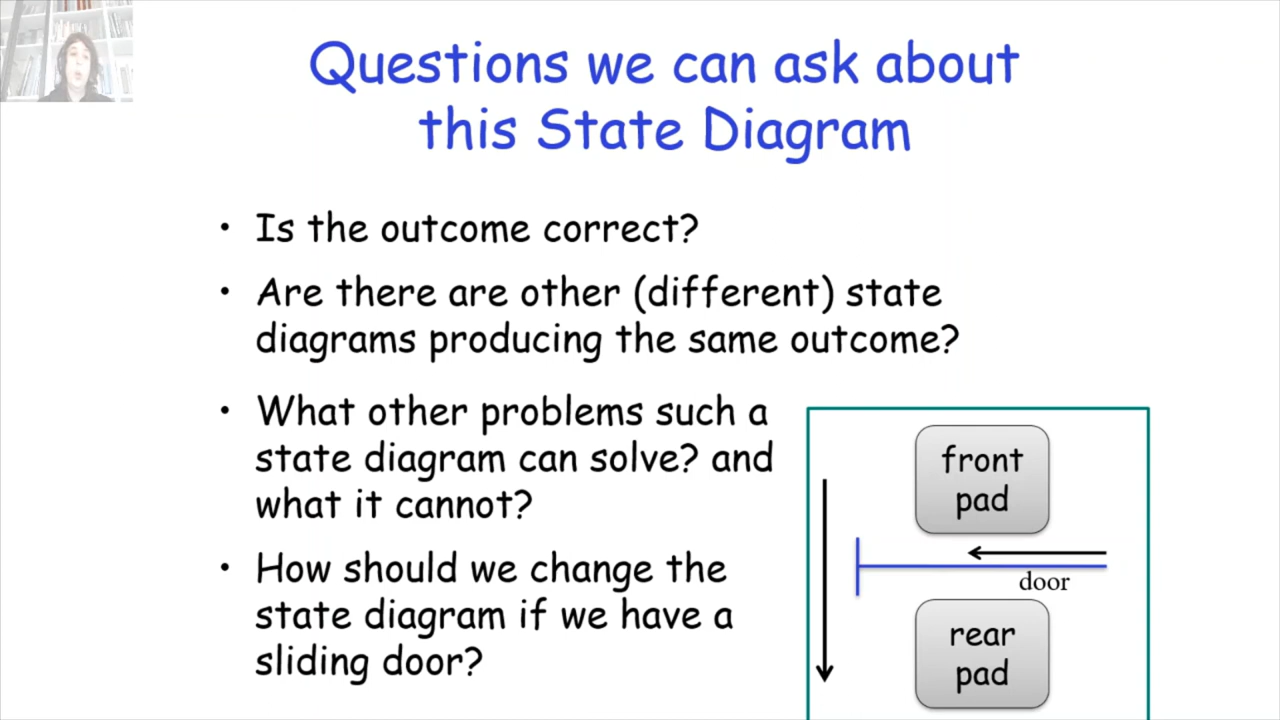 Questions we can ask about
this State Diagram
• Is the outcome correct?
• Are there are other (different) state
diagrams producing the same outcome?
• What other problems such a
state diagram can solve? and
what it cannot?
• How should we change the
state diagram if we have a
sliding door?
front
pad
door
rear
pad